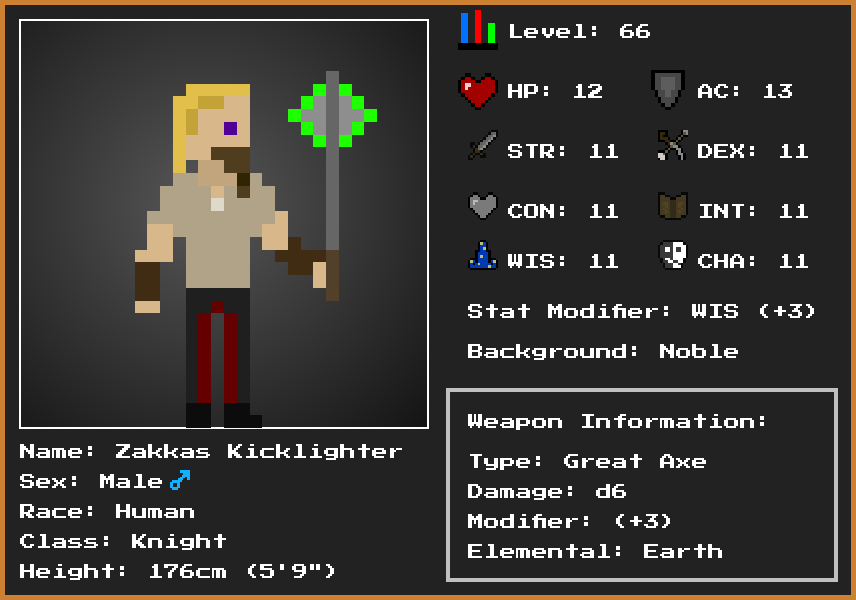 Level: 66
HP: 12
AC: 13
STR: 11
DEX: 11
CON: 11
INT: 11
WIS: 11
CHA: 11
Stat Modifier: WIS (+3)
Background: Noble
Weapon Information:
Type: Great Axe
Damage: d6
Modifier: (+3)
Elemental: Earth
Name: Zakkas Kicklighter
Sex: Male♂
Race: Human
Class: Knight
Height: 176cm (5'9")